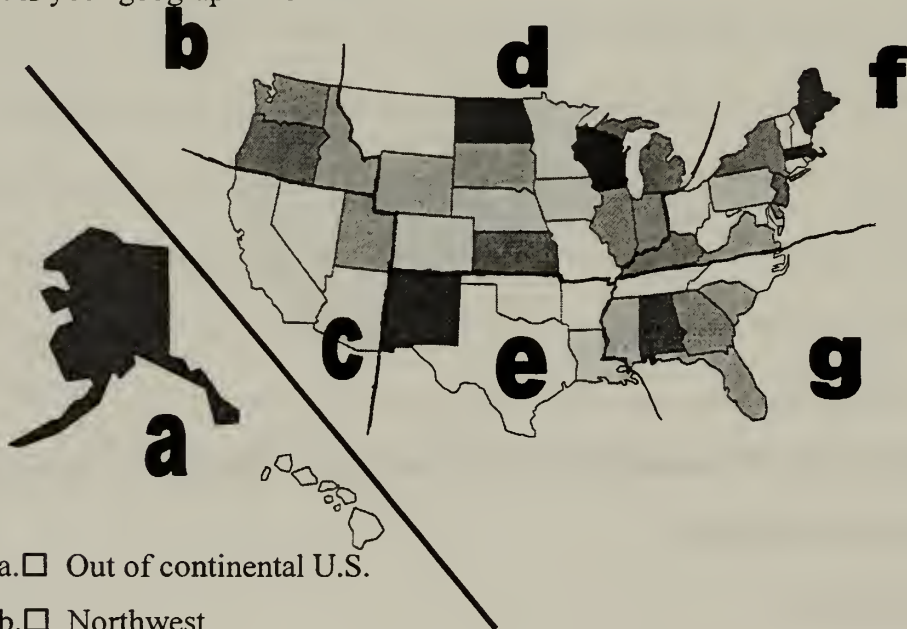 b
d
f
c
e
g
a
a.☐ Out of continental U.S.
b.☐ Northwest